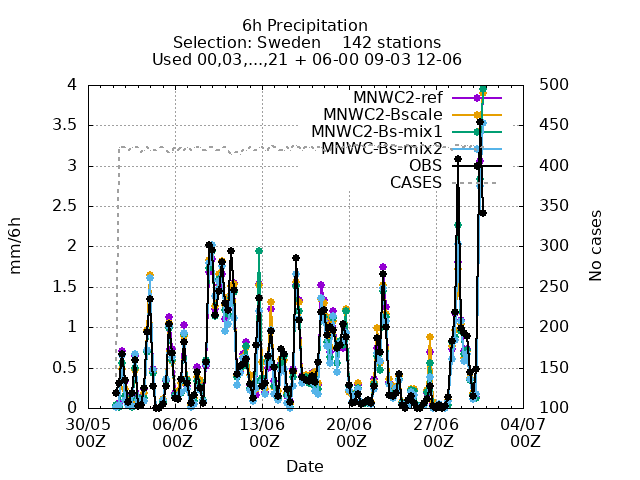 6h Precipitation
Selection: Sweden 142 stations
Used 00,03,...,21 + 06-00 09-03 12-06
4 500
3.5 450
3 400
2.5 350
2 300
1.5 250
1 200
0.5 150
0 100
MNWC2-ref
MNWC2-Bscale
MNWC2-Bs-mix1
MNWC-Bs-mix2
OBS
CASES
mm/6h
No cases
30/05 06/06 13/06 20/06 27/06 04/07
00Z 00Z 00Z 00Z 00Z 00Z
Date